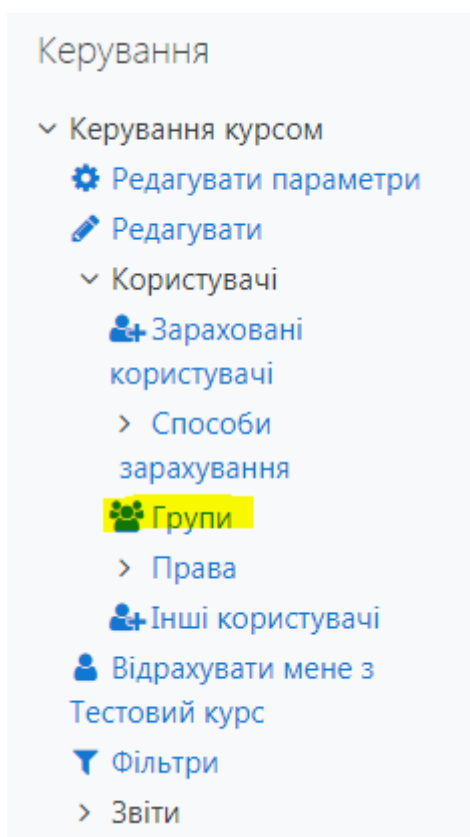 Керування
Керування курсом
Редагувати параметри
Редагувати
Користувачі
Зараховані
користувачі
Способи
зарахування
Групи
Права
Інші користувачі
Відрахувати мене з
Тестовий курс
Фільтри
Звіти